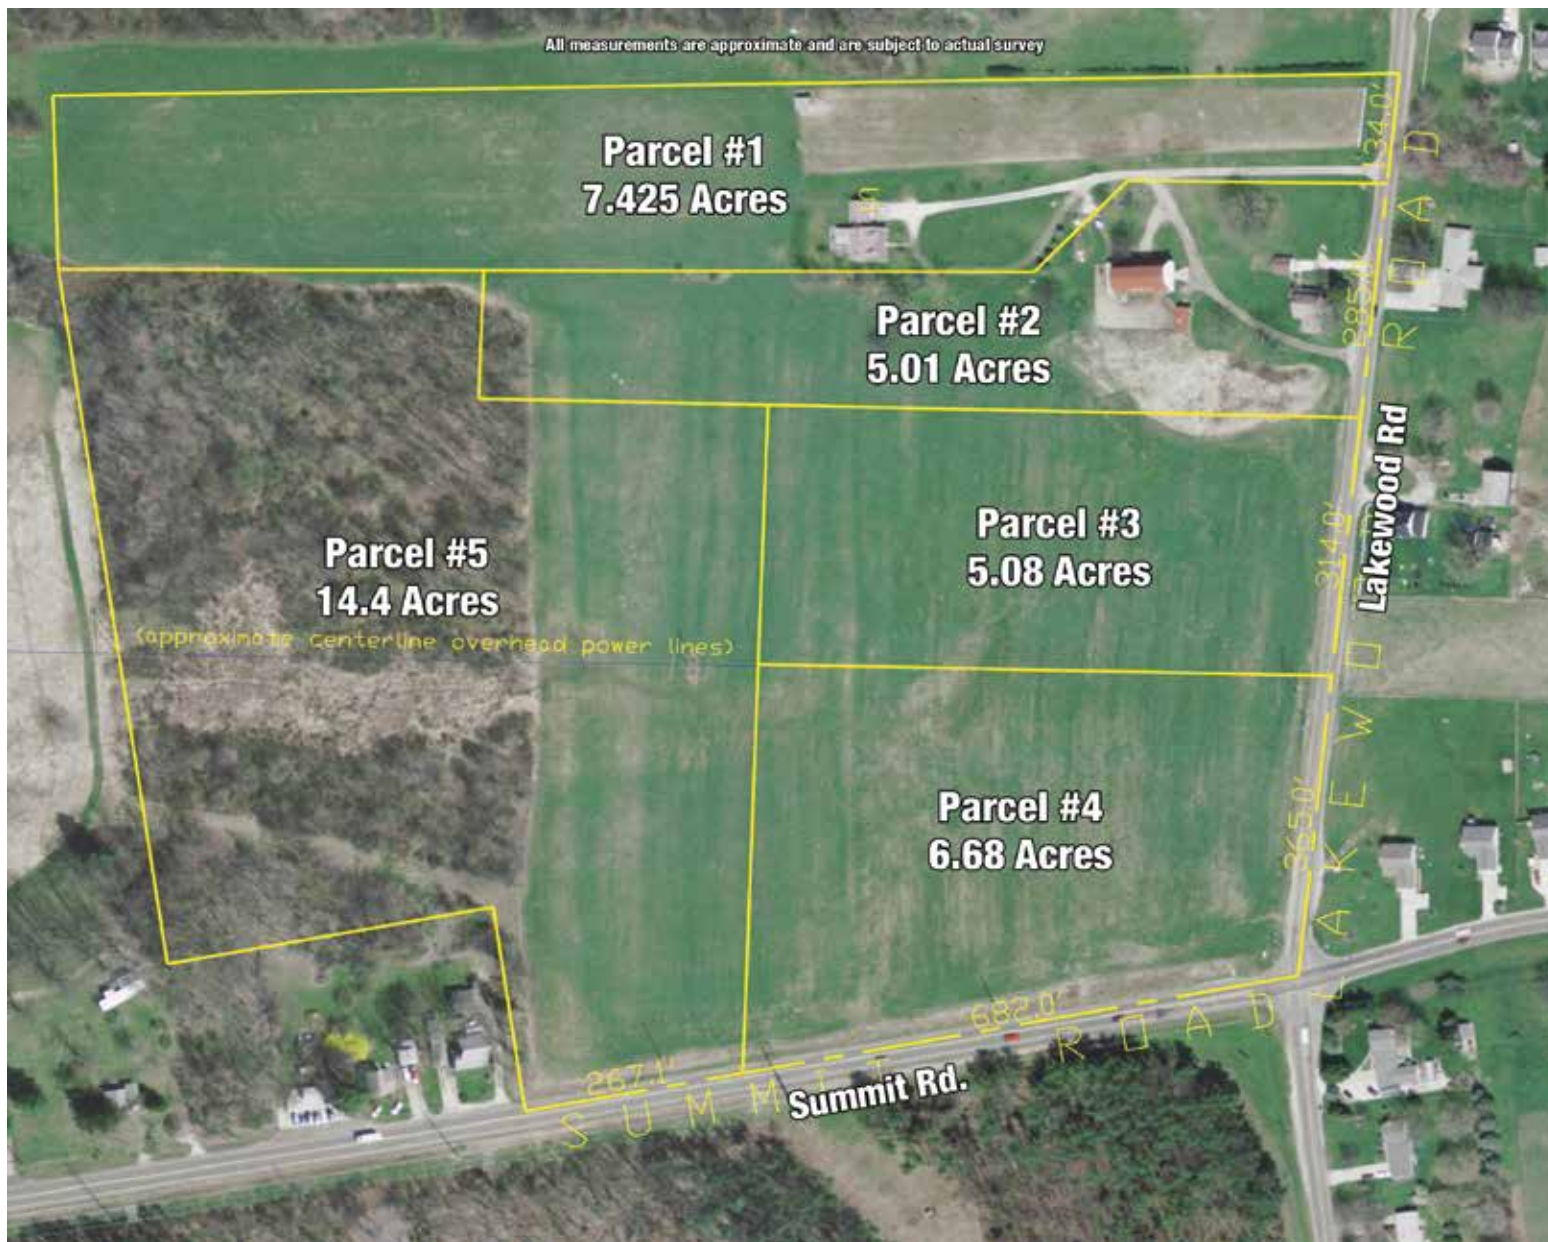 All measurements are approximate and are subject to actual survey
Parcel #1
7.425 Acres
134.0'
Parcel #2
5.01 Acres
Parcel #3
5.08 Acres
314.0'
Lakewood Rd
LAKEWOOD ROAD
Parcel #5
14.4 Acres
(approximate centerline overhead power lines)
Parcel #4
6.68 Acres
365.0'
682.0'
267.1'
SUMMIT ROAD
Summit Rd.